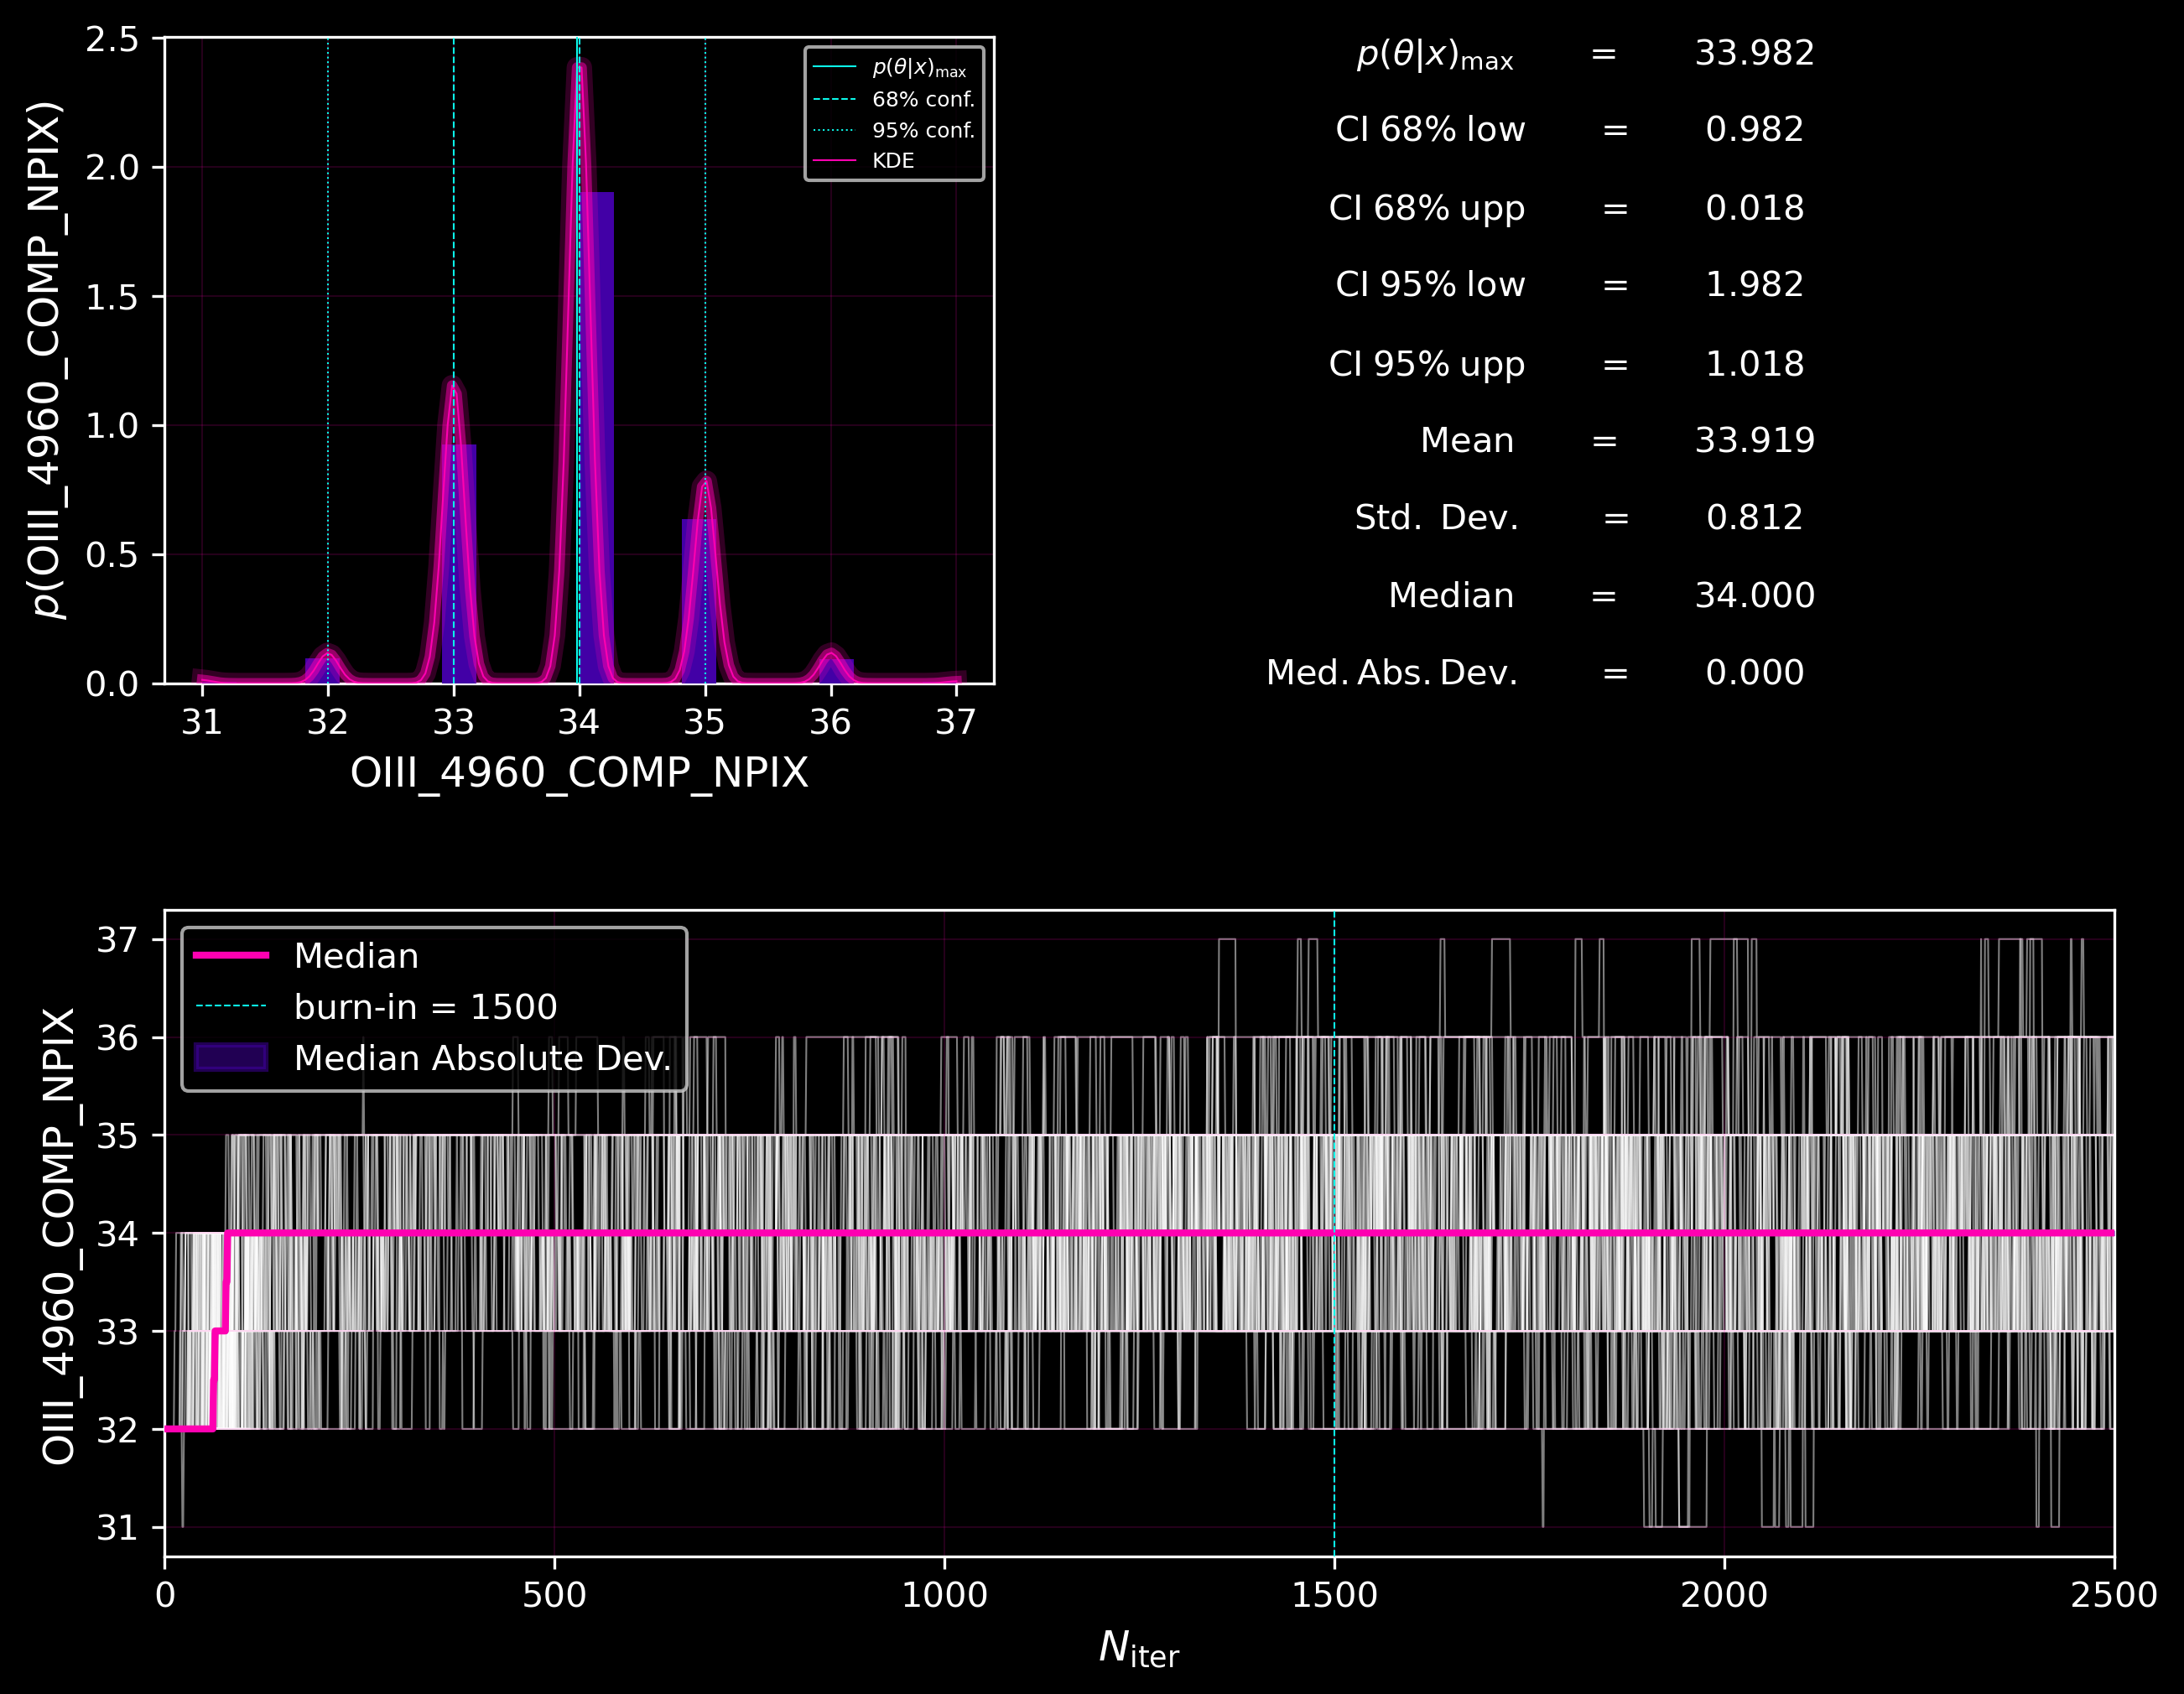 2.5
2.0
1.5
1.0
0.5
0.0
p(OIII_4960_COMP_NPIX)
p(θ|x)max
68% conf.
95% conf.
KDE
31 32 33 34 35 36 37
OIII_4960_COMP_NPIX
p(θ|x)max = 33.982
CI 68% low = 0.982
CI 68% upp = 0.018
CI 95% low = 1.982
CI 95% upp = 1.018
Mean = 33.919
Std. Dev. = 0.812
Median = 34.000
Med. Abs. Dev. = 0.000
37
36
35
34
33
32
31
OIII_4960_COMP_NPIX
Median
burn-in = 1500
Median Absolute Dev.
0 500 1000 1500 2000 2500
Niter